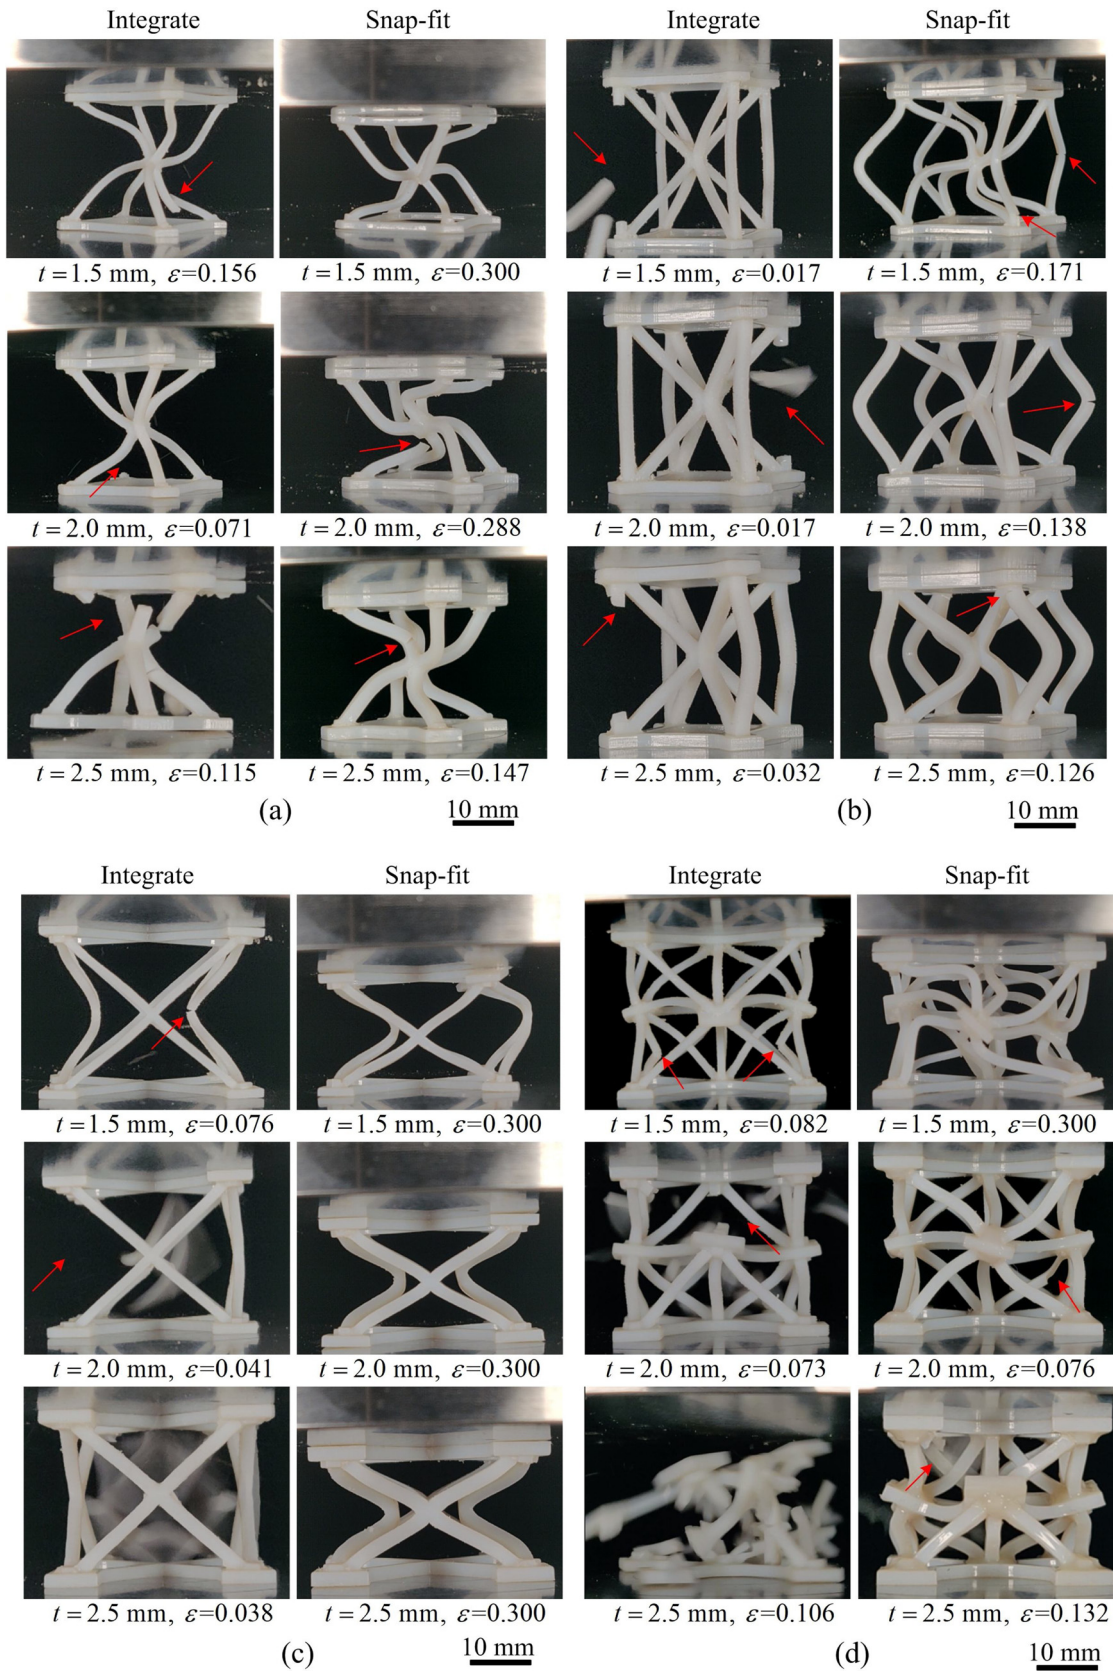 Integrate Snap-fit Integrate Snap-fit
t = 1.5 mm, ε=0.156 t = 1.5 mm, ε=0.300 t = 1.5 mm, ε=0.017 t = 1.5 mm, ε=0.171
t = 2.0 mm, ε=0.071 t = 2.0 mm, ε=0.288 t = 2.0 mm, ε=0.017 t = 2.0 mm, ε=0.138
t = 2.5 mm, ε=0.115 t = 2.5 mm, ε=0.147 t = 2.5 mm, ε=0.032 t = 2.5 mm, ε=0.126
(a) 10 mm (b) 10 mm
Integrate Snap-fit Integrate Snap-fit
t = 1.5 mm, ε=0.076 t = 1.5 mm, ε=0.300 t = 1.5 mm, ε=0.082 t = 1.5 mm, ε=0.300
t = 2.0 mm, ε=0.041 t = 2.0 mm, ε=0.300 t = 2.0 mm, ε=0.073 t = 2.0 mm, ε=0.076
t = 2.5 mm, ε=0.038 t = 2.5 mm, ε=0.300 t = 2.5 mm, ε=0.106 t = 2.5 mm, ε=0.132
(c) 10 mm (d) 10 mm